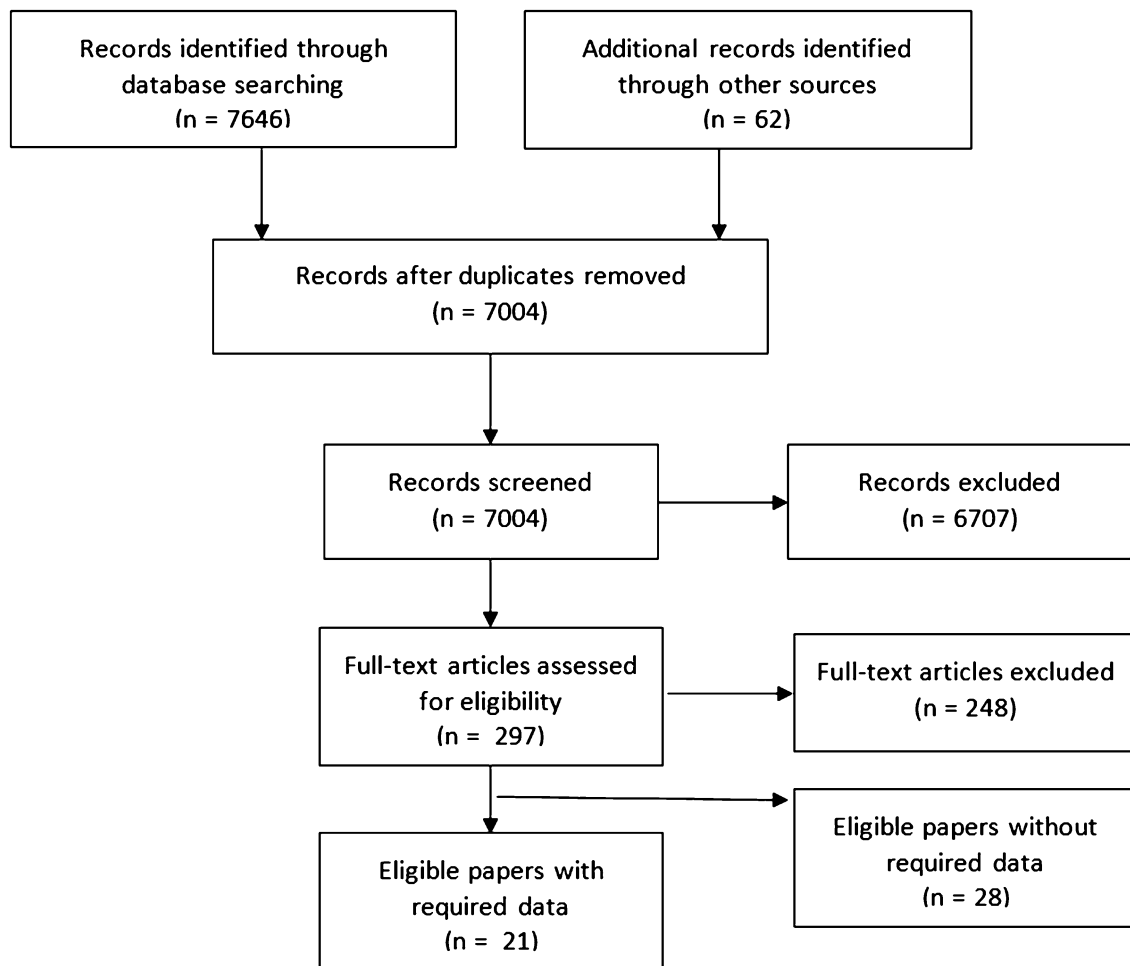 Records identified through
database searching
(n = 7646)
Additional records identified
through other sources
(n = 62)
Records after duplicates removed
(n = 7004)
Records screened
(n = 7004)
Records excluded
(n = 6707)
Full-text articles assessed
for eligibility
(n = 297)
Full-text articles excluded
(n = 248)
Eligible papers without
required data
(n = 28)
Eligible papers with
required data
(n = 21)